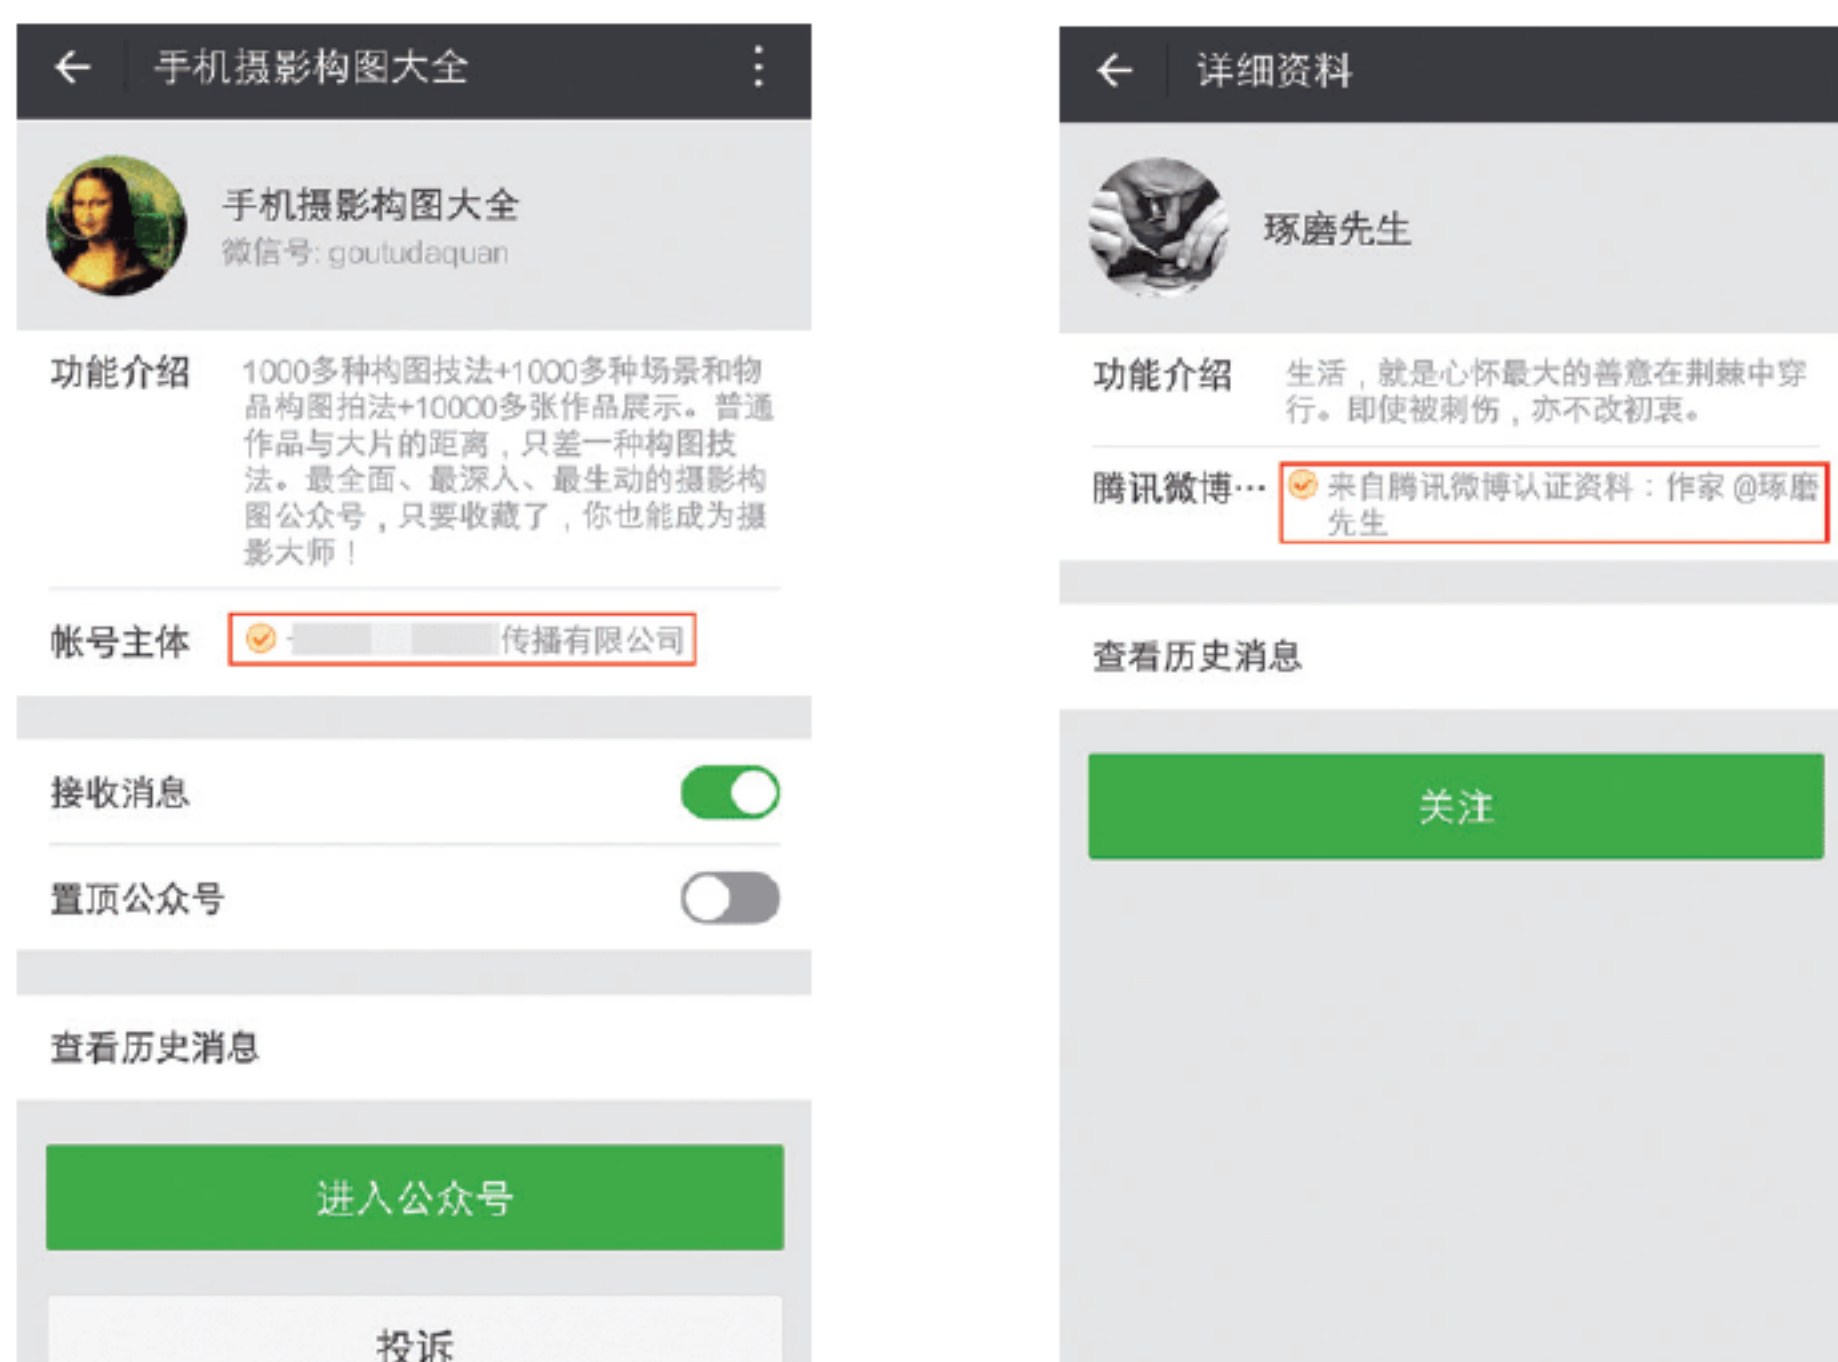 手机摄影构图大全
手机摄影构图大全
微信号: goutudaquan
功能介绍
1000多种构图技法+1000多种场景和物
品构图拍法+10000多张作品展示。普通
作品与大片的距离，只差一种构图技
法。最全面、最深入、最生动的摄影构
图公众号，只要收藏了，你也能成为摄
影大师！
帐号主体
传播有限公司
接收消息
置顶公众号
查看历史消息
进入公众号
投诉
详细资料
琢磨先生
功能介绍
生活，就是心怀最大的善意在荆棘中穿
行。即使被刺伤，亦不改初衷。
腾讯微博…
来自腾讯微博认证资料：作家 @琢磨
先生
查看历史消息
关注